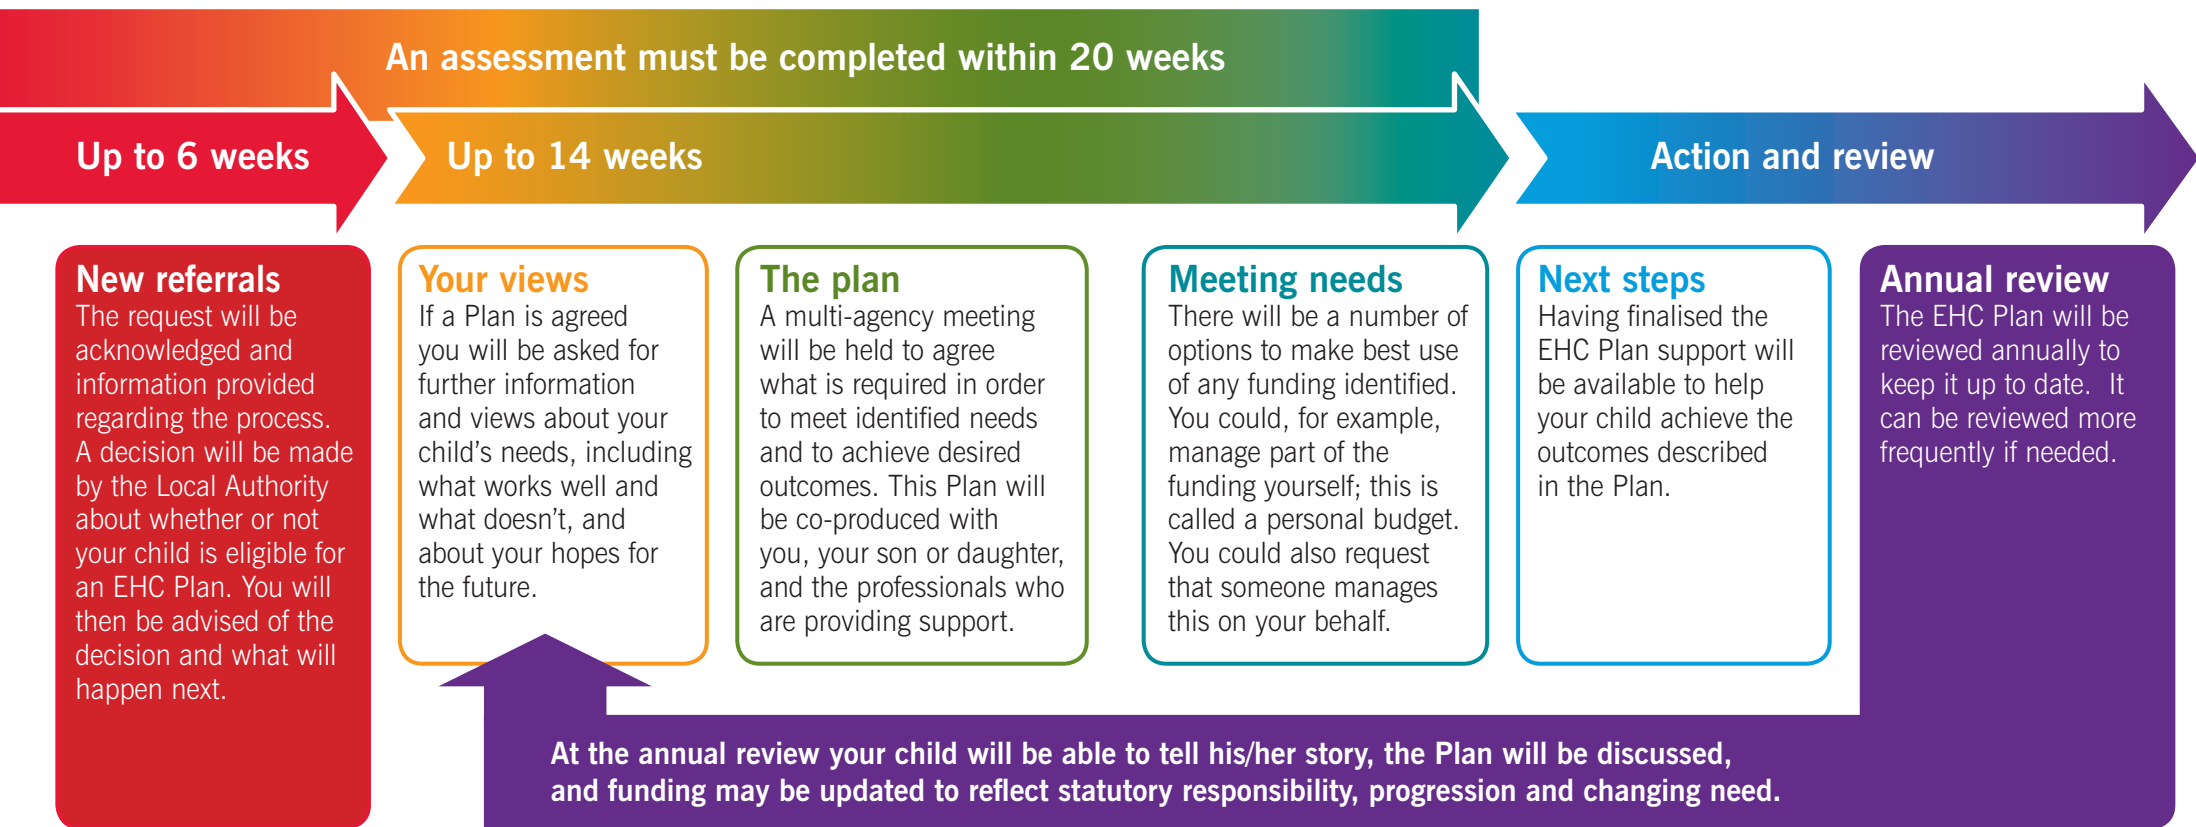 An assessment must be completed within 20 weeks
Up to 6 weeks
Up to 14 weeks
Action and review
New referrals
The request will be
acknowledged and
information provided
regarding the process.
A decision will be made
by the Local Authority
about whether or not
your child is eligible for
an EHC Plan. You will
then be advised of the
decision and what will
happen next.
Your views
If a Plan is agreed
you will be asked for
further information
and views about your
child's needs, including
what works well and
what doesn't, and
about your hopes for
the future.
The plan
A multi-agency meeting
will be held to agree
what is required in order
to meet identified needs
and to achieve desired
outcomes. This Plan will
be co-produced with
you, your son or daughter,
and the professionals who
are providing support.
Meeting needs
There will be a number of
options to make best use
of any funding identified.
You could, for example,
manage part of the
funding yourself; this is
called a personal budget.
You could also request
that someone manages
this on your behalf.
Next steps
Having finalised the
EHC Plan support will
be available to help
your child achieve the
outcomes described
in the Plan.
Annual review
The EHC Plan will be
reviewed annually to
keep it up to date.  It
can be reviewed more
frequently if needed.
At the annual review your child will be able to tell his/her story, the Plan will be discussed,
and funding may be updated to reflect statutory responsibility, progression and changing need.